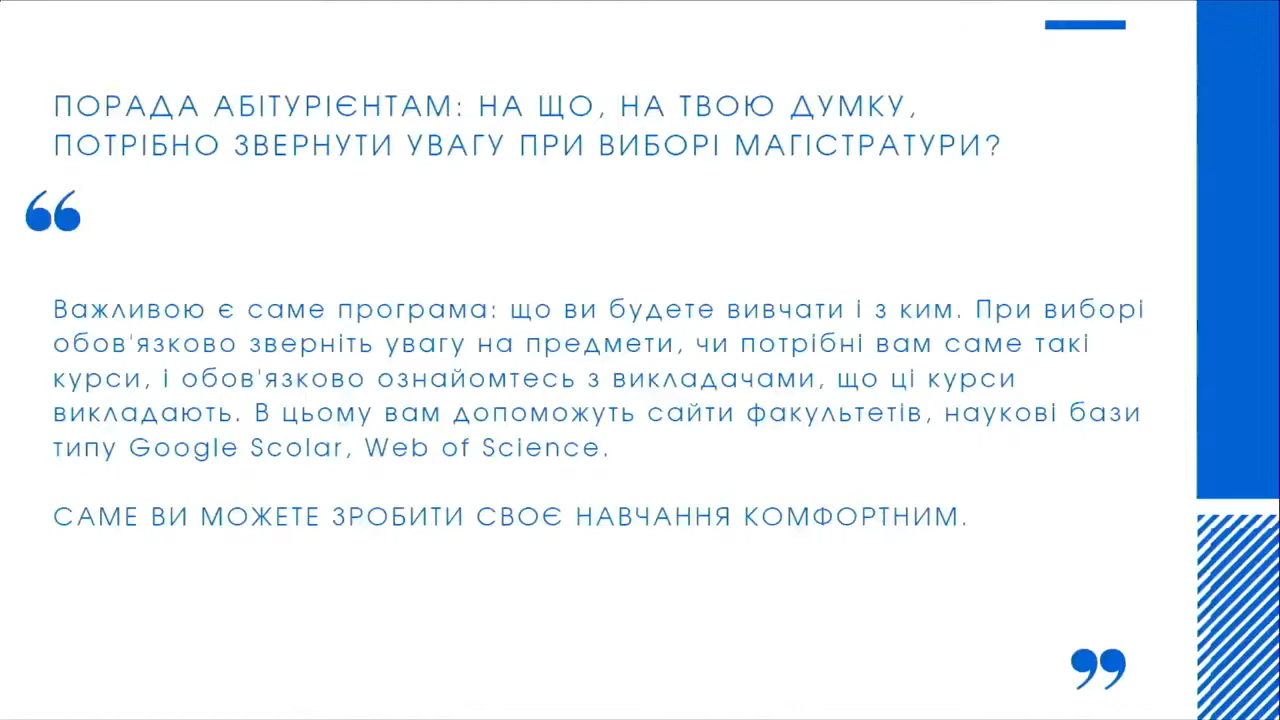 ПОРАДА АБІТУРІЄНТАМ: НА ЩО, НА ТВОЮ ДУМКУ,
ПОТРІБНО ЗВЕРНУТИ УВАГУ ПРИ ВИБОРІ МАГІСТРАТУРИ?
“
Важливою є саме програма: що ви будете вивчати і з ким. При виборі
обов'язково зверніть увагу на предмети, чи потрібні вам саме такі
курси, і обов'язково ознайомтесь з викладачами, що ці курси
викладають. В цьому вам допоможуть сайти факультетів, наукові бази
типу Google Scolar, Web of Science.
САМЕ ВИ МОЖЕТЕ ЗРОБИТИ СВОЄ НАВЧАННЯ КОМФОРТНИМ.
”